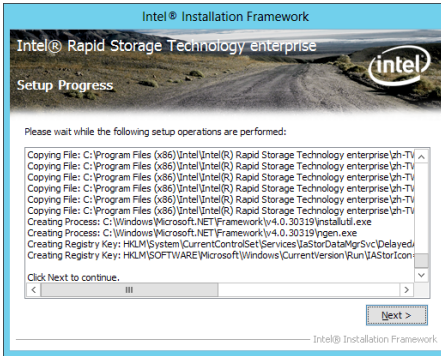 Intel® Installation Framework
Intel® Rapid Storage Technology enterprise
intel
Setup Progress
Please wait while the following setup operations are performed:
Copying File: C:\Program Files (x86)\Intel\Intel(R) Rapid Storage Technology enterprise\zh-TW
Copying File: C:\Program Files (x86)\Intel\Intel(R) Rapid Storage Technology enterprise\zh-TW
Copying File: C:\Program Files (x86)\Intel\Intel(R) Rapid Storage Technology enterprise\zh-TW
Copying File: C:\Program Files (x86)\Intel\Intel(R) Rapid Storage Technology enterprise\zh-TW
Copying File: C:\Program Files (x86)\Intel\Intel(R) Rapid Storage Technology enterprise\zh-TW
Copying File: C:\Program Files (x86)\Intel\Intel(R) Rapid Storage Technology enterprise\zh-TW
Creating Process: C:\Windows\Microsoft.NET\Framework\v4.0.30319\installutil.exe
Creating Process: C:\Windows\Microsoft.NET\Framework\v4.0.30319\ngen.exe
Creating Registry Key: HKLM\System\CurrentControlSet\Services\IaStorDataMgrSvc\DelayedA
Creating Registry Key: HKLM\SOFTWARE\Microsoft\Windows\CurrentVersion\Run\IAStorIcon=
Click Next to continue.
Next >
Intel® Installation Framework